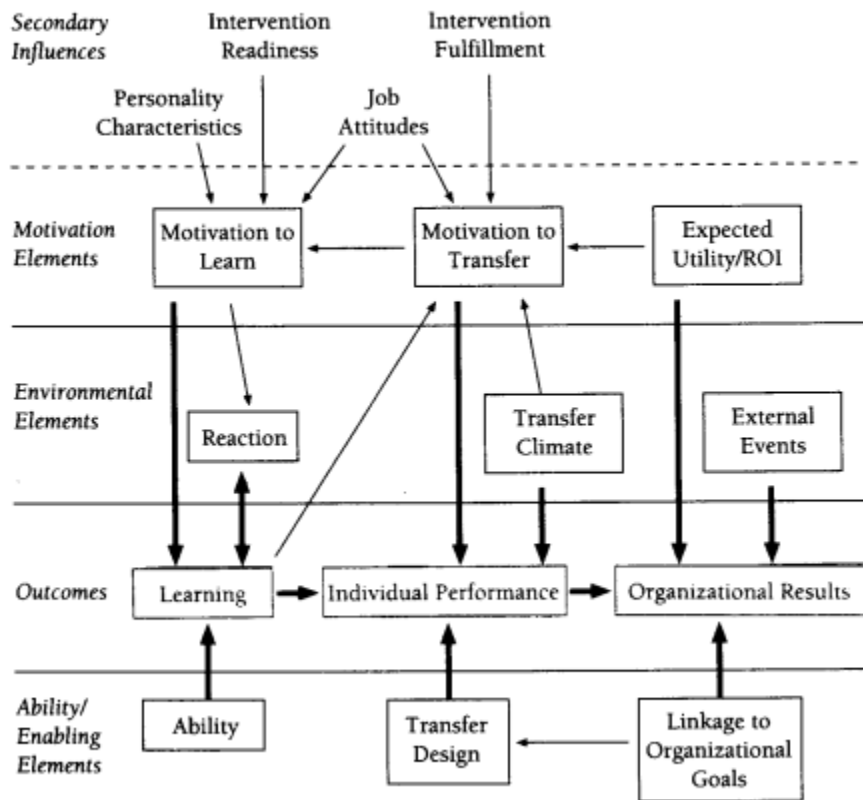 Secondary
Influences
Intervention
Readiness
Intervention
Fulfillment
Personality
Characteristics
Job
Attitudes
Motivation
Elements
Motivation to
Learn
Motivation to
Transfer
Expected
Utility/ROI
Environmental
Elements
Reaction
Transfer
Climate
External
Events
Outcomes
Learning
Individual Performance
Organizational Results
Ability/
Enabling
Elements
Ability
Transfer
Design
Linkage to
Organizational
Goals